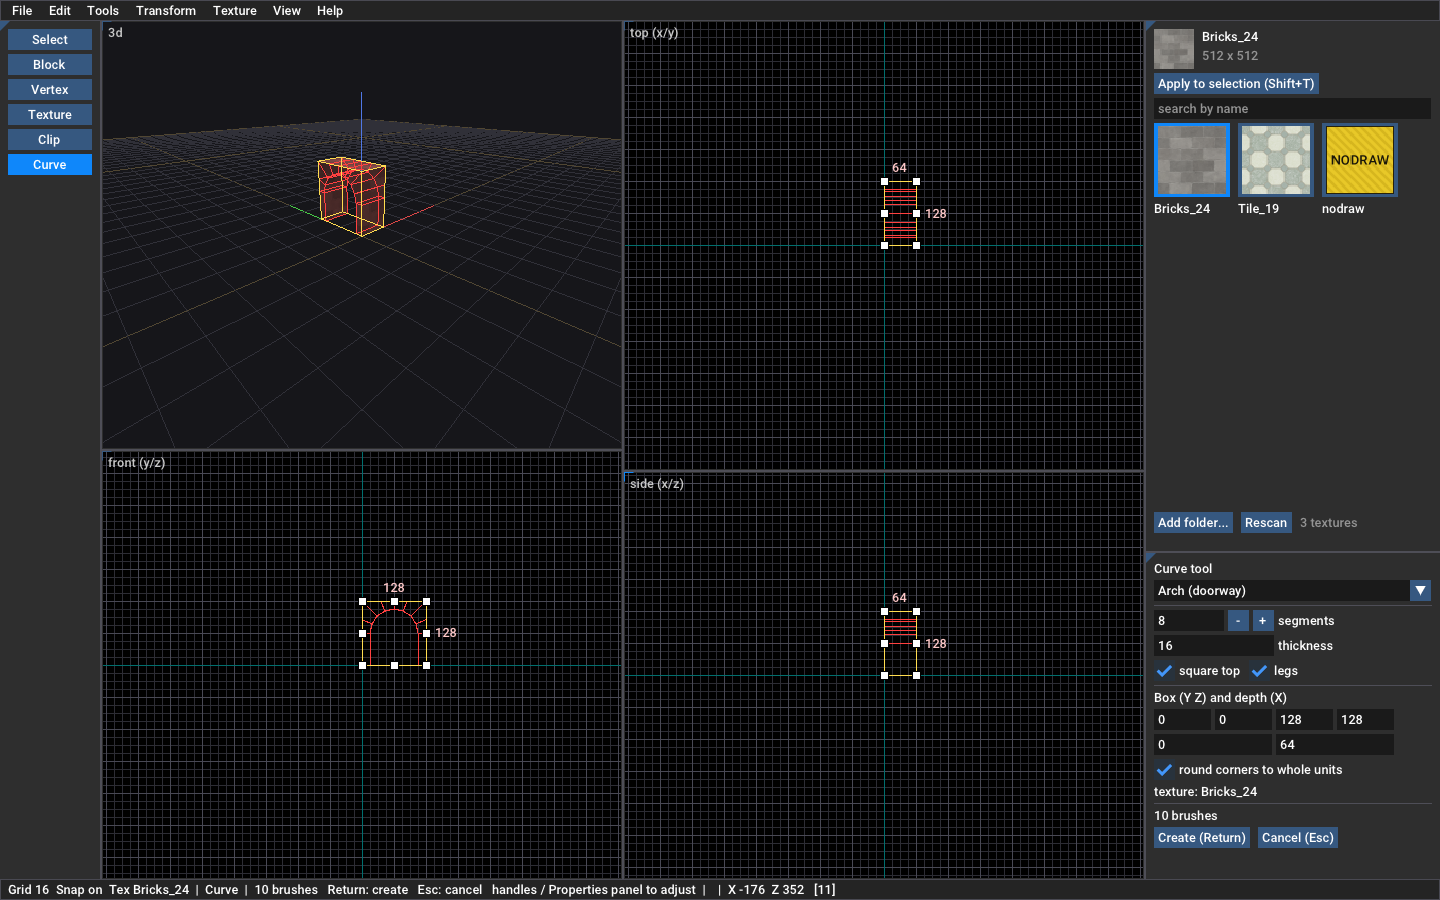 File Edit Tools Transform Texture View Help
Select
Block
Vertex
Texture
Clip
Curve
3d
top (x/y)
64
128
front (y/z)
128
128
side (x/z)
64
128
Bricks_24
512 x 512
Apply to selection (Shift+T)
search by name
NODRAW
Bricks_24 Tile_19 nodraw
Add folder... Rescan 3 textures
Curve tool
Arch (doorway)
8 - + segments
16 thickness
square top legs
Box (Y Z) and depth (X)
0 0 128 128
0 64
round corners to whole units
texture: Bricks_24
10 brushes
Create (Return) Cancel (Esc)
Grid 16 Snap on Tex Bricks_24 | Curve | 10 brushes Return: create Esc: cancel handles / Properties panel to adjust | | X -176 Z 352 [11]